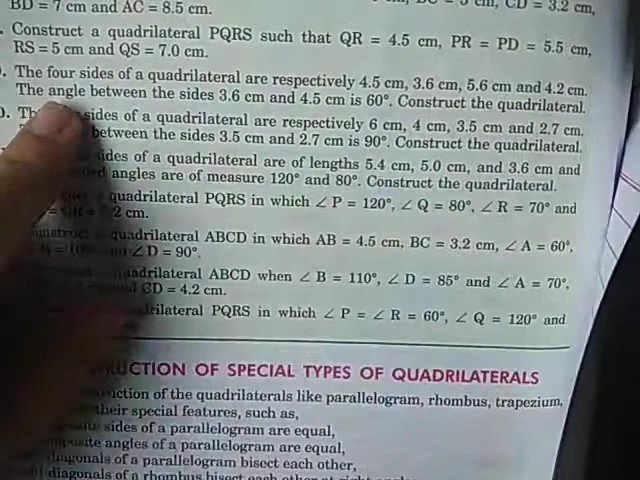 BD = 7 cm and AC = 8.5 cm.
CD = 3.2 cm,
Construct a quadrilateral PQRS such that QR = 4.5 cm, PR = PD = 5.5 cm,
RS = 5 cm and QS = 7.0 cm.
The four sides of a quadrilateral are respectively 4.5 cm, 3.6 cm, 5.6 cm and 4.2 cm.
The angle between the sides 3.6 cm and 4.5 cm is 60°. Construct the quadrilateral.
sides of a quadrilateral are respectively 6 cm, 4 cm, 3.5 cm and 2.7 cm.
between the sides 3.5 cm and 2.7 cm is 90°. Construct the quadrilateral.
sides of a quadrilateral are of lengths 5.4 cm, 5.0 cm, and 3.6 cm and
angles are of measure 120° and 80°. Construct the quadrilateral.
quadrilateral PQRS in which ∠ P = 120°, ∠ Q = 80°, ∠ R = 70° and
2 cm.
quadrilateral ABCD in which AB = 4.5 cm, BC = 3.2 cm, ∠ A = 60°,
∠ D = 90°.
quadrilateral ABCD when ∠ B = 110°, ∠ D = 85° and ∠ A = 70°,
CD = 4.2 cm.
PQRS in which ∠ P = ∠ R = 60°, ∠ Q = 120° and
OF SPECIAL TYPES OF QUADRILATERALS
of the quadrilaterals like parallelogram, rhombus, trapezium,
their special features, such as,
sides of a parallelogram are equal,
angles of a parallelogram are equal,
diagonals of a parallelogram bisect each other,
diagonals of a rhombus bisect each other at right